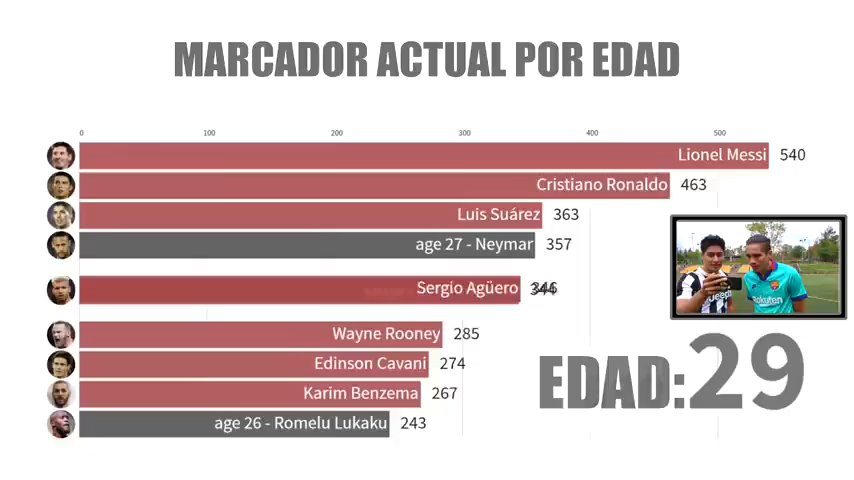 MARCADOR ACTUAL POR EDAD
0 100 200 300 400 500
Lionel Messi 540
Cristiano Ronaldo 463
Luis Suárez 363
age 27 - Neymar 357
Sergio Agüero
Wayne Rooney 285
Edinson Cavani 274
Karim Benzema 267
age 26 - Romelu Lukaku 243
Jeep
Rakuten
EDAD:29